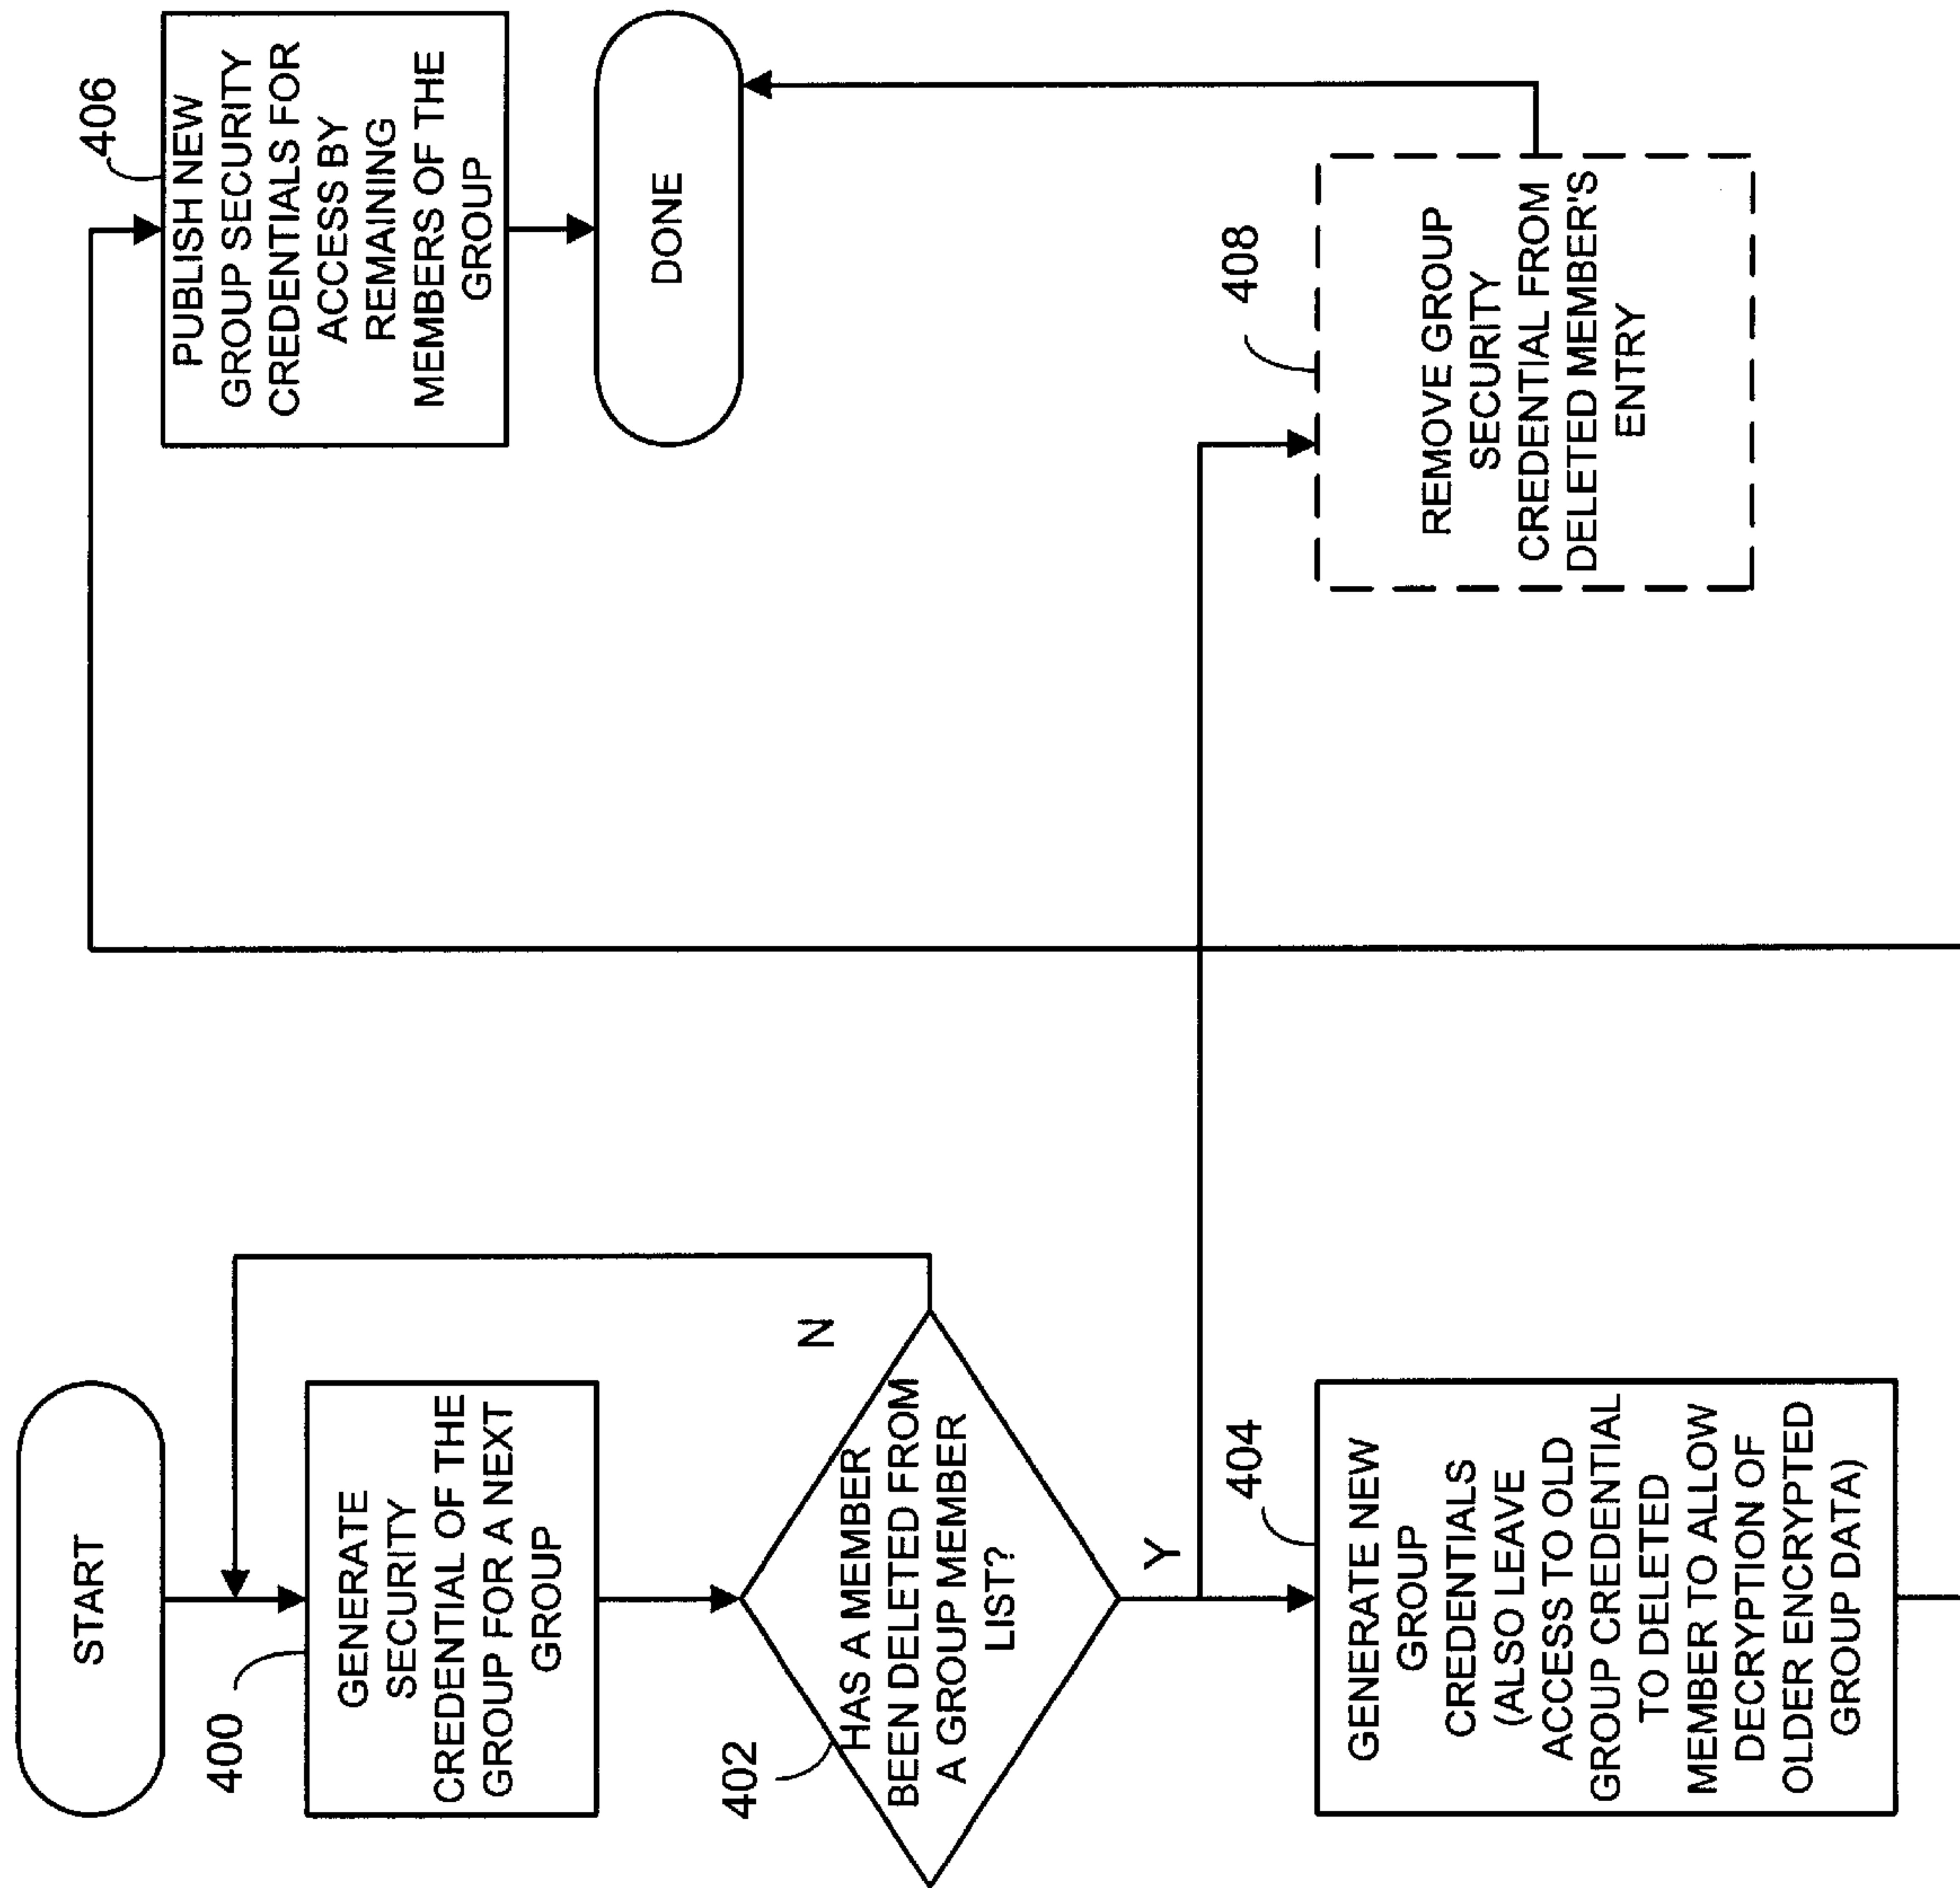 START
400
GENERATE
SECURITY
CREDENTIAL OF THE
GROUP FOR A NEXT
GROUP
402
HAS A MEMBER
BEEN DELETED FROM
A GROUP MEMBER
LIST?
N
Y
404
GENERATE NEW
GROUP
CREDENTIALS
(ALSO LEAVE
ACCESS TO OLD
GROUP CREDENTIAL
TO DELETED
MEMBER TO ALLOW
DECRYPTION OF
OLDER ENCRYPTED
GROUP DATA)
406
PUBLISH NEW
GROUP SECURITY
CREDENTIALS FOR
ACCESS BY
REMAINING
MEMBERS OF THE
GROUP
DONE
408
REMOVE GROUP
SECURITY
CREDENTIAL FROM
DELETED MEMBER'S
ENTRY